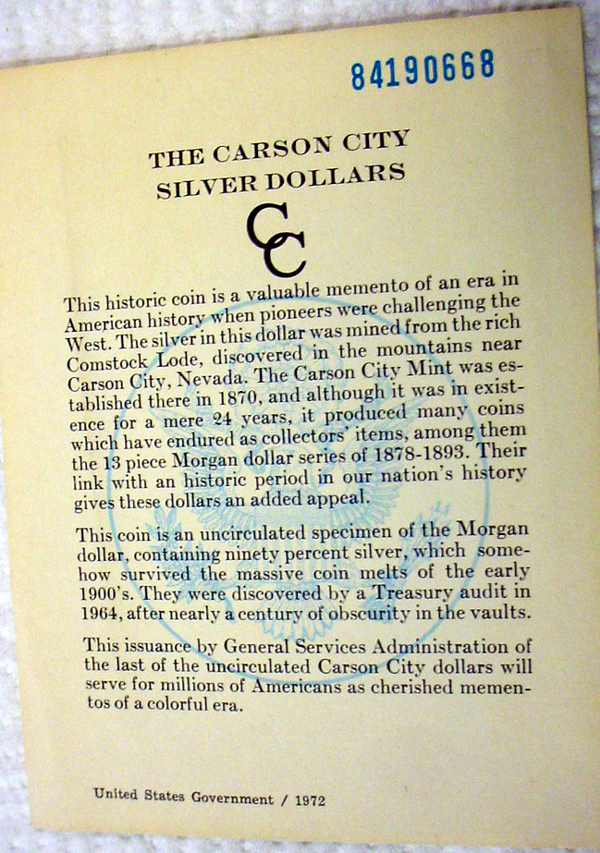 84190668
THE CARSON CITY
SILVER DOLLARS
CC
This historic coin is a valuable memento of an era in
American history when pioneers were challenging the
West. The silver in this dollar was mined from the rich
Comstock Lode, discovered in the mountains near
Carson City, Nevada. The Carson City Mint was es-
tablished there in 1870, and although it was in exist-
ence for a mere 24 years, it produced many coins
which have endured as collectors' items, among them
the 13 piece Morgan dollar series of 1878-1893. Their
link with an historic period in our nation's history
gives these dollars an added appeal.
This coin is an uncirculated specimen of the Morgan
dollar, containing ninety percent silver, which some-
how survived the massive coin melts of the early
1900's. They were discovered by a Treasury audit in
1964, after nearly a century of obscurity in the vaults.
This issuance by General Services Administration of
the last of the uncirculated Carson City dollars will
serve for millions of Americans as cherished memen-
tos of a colorful era.
United States Government / 1972